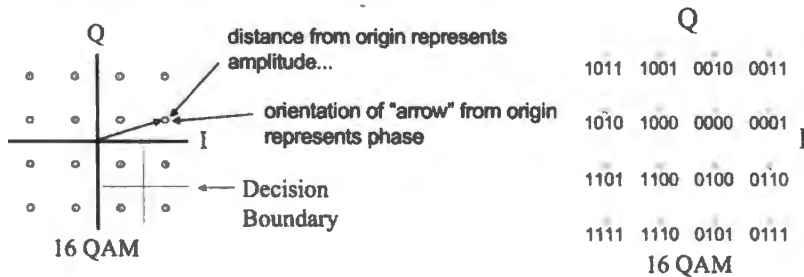 Q
distance from origin represents
amplitude...
orientation of "arrow" from origin
represents phase
I
Decision
Boundary
16 QAM
Q
1011 1001 0010 0011
1010 1000 0000 0001
I
1101 1100 0100 0110
1111 1110 0101 0111
16 QAM